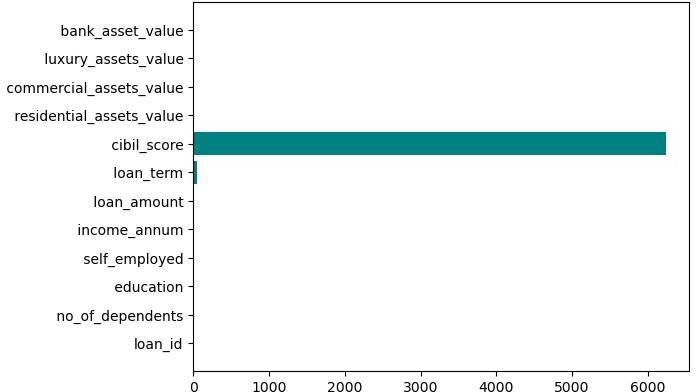 bank_asset_value
luxury_assets_value
commercial_assets_value
residential_assets_value
cibil_score
loan_term
loan_amount
income_annum
self_employed
education
no_of_dependents
loan_id
0 1000 2000 3000 4000 5000 6000